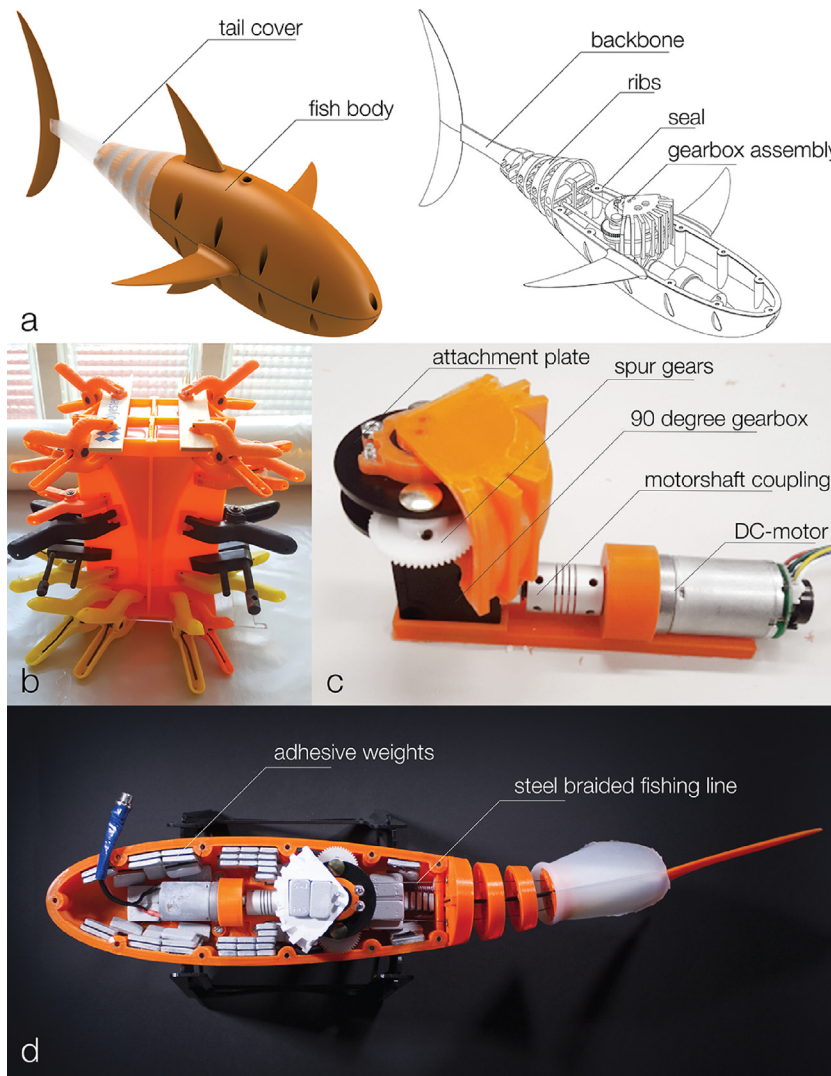 tail cover
fish body
backbone
ribs
seal
gearbox assembly
a
attachment plate
spur gears
90 degree gearbox
motorshaft coupling
DC-motor
b
c
adhesive weights
steel braided fishing line
d